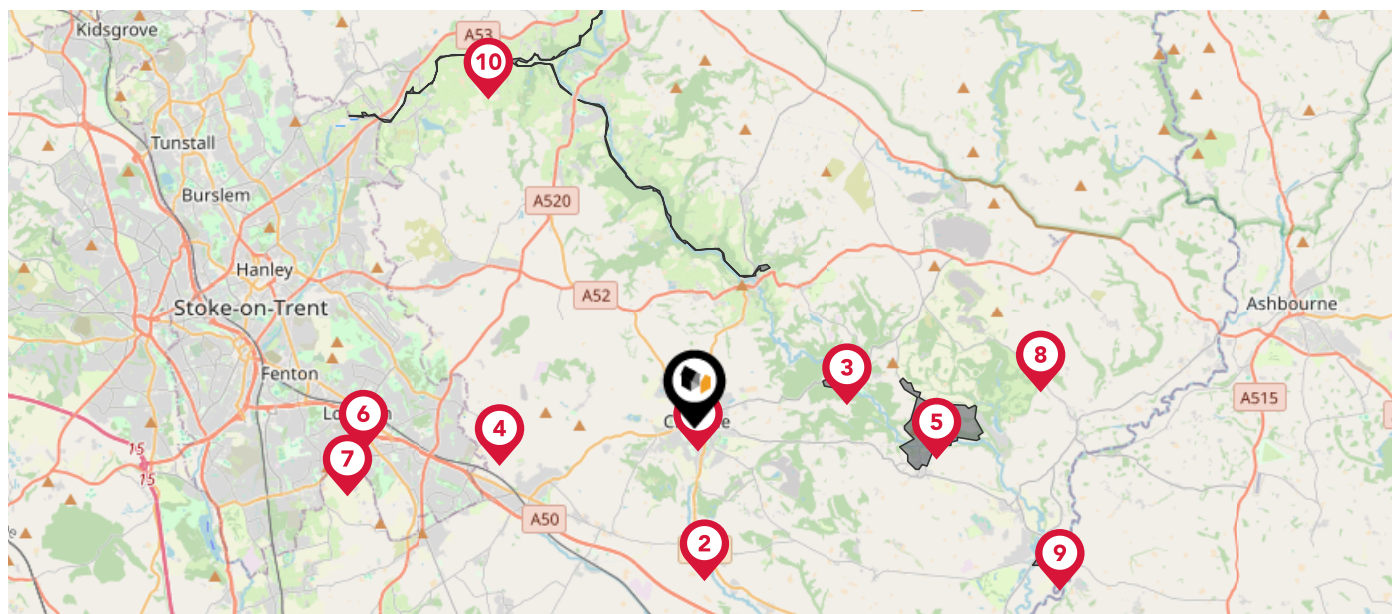 Kidsgrove
A53
10
Tunstall
Burslem
A520
Hanley
A52
Stoke-on-Trent
Ashbourne
Fenton
3
8
A515
6
5
4
7
15
15
A50
2
9